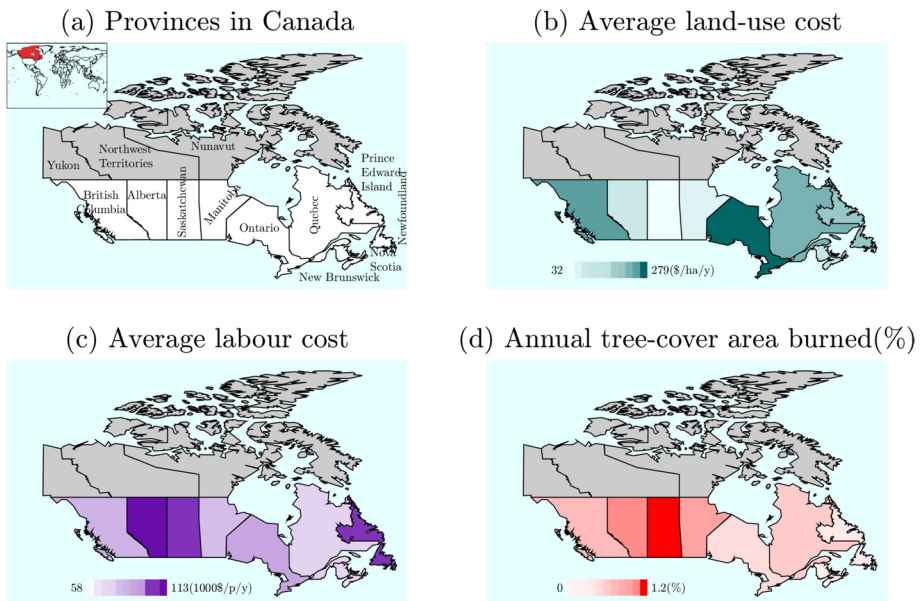 (a) Provinces in Canada
Yukon
Northwest
Territories
Nunavut
British
Columbia
Alberta
Saskatchewan
Manitoba
Ontario
Quebec
Prince
Edward
Island
Newfoundland
Nova
Scotia
New Brunswick
(b) Average land-use cost
32
279($/ha/y)
(c) Average labour cost
58
113(1000$/p/y)
(d) Annual tree-cover area burned(%)
0
1.2(%)